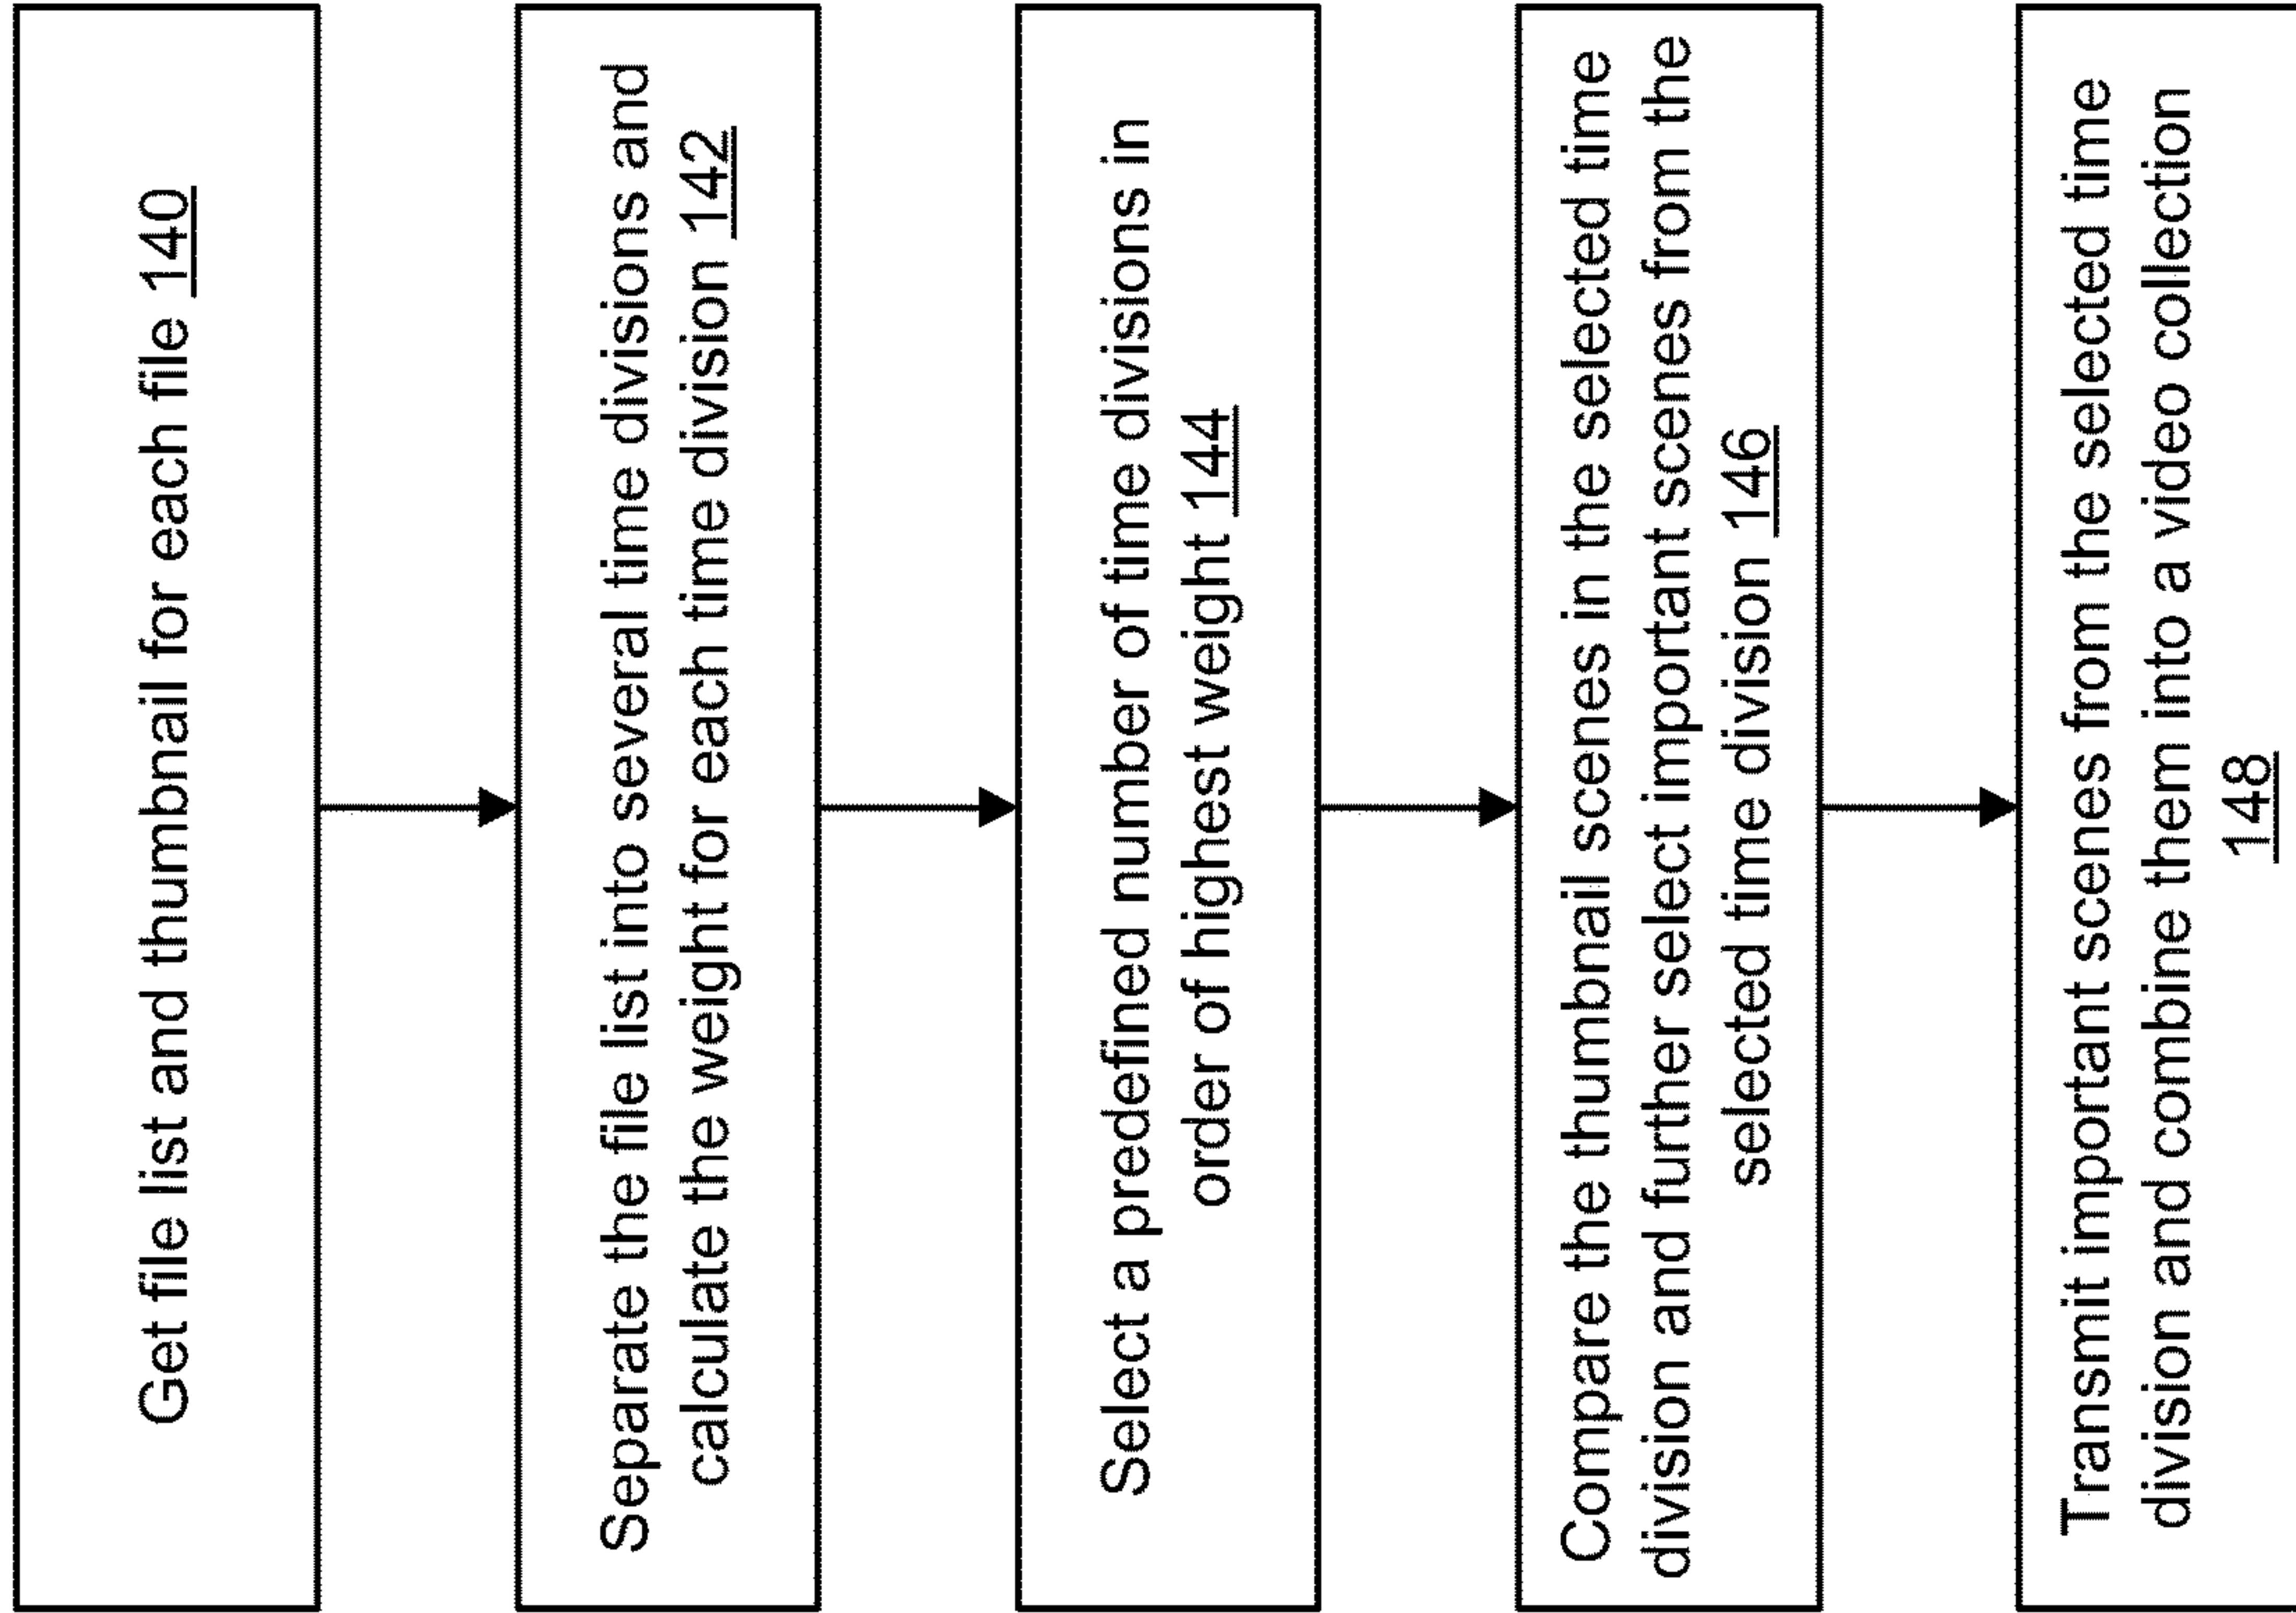 Get file list and thumbnail for each file 140
Separate the file list into several time divisions and
calculate the weight for each time division 142
Select a predefined number of time divisions in
order of highest weight 144
Compare the thumbnail scenes in the selected time
division and further select important scenes from the
selected time division 146
Transmit important scenes from the selected time
division and combine them into a video collection
148